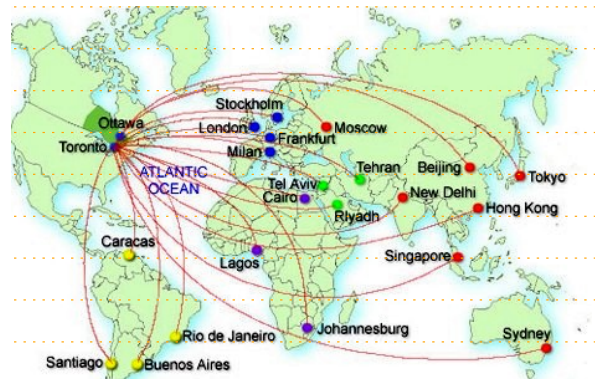 Stockholm
Ottawa
London
Moscow
Toronto
Frankfurt
Milan
ATLANTIC
OCEAN
Tehran
Beijing
Tokyo
Tel Aviv
Cairo
New Delhi
RIyadh
Hong Kong
Caracas
Lagos
Singapore
Rio de Janeiro
Johannesburg
Sydney
Santiago
Buenos Aires